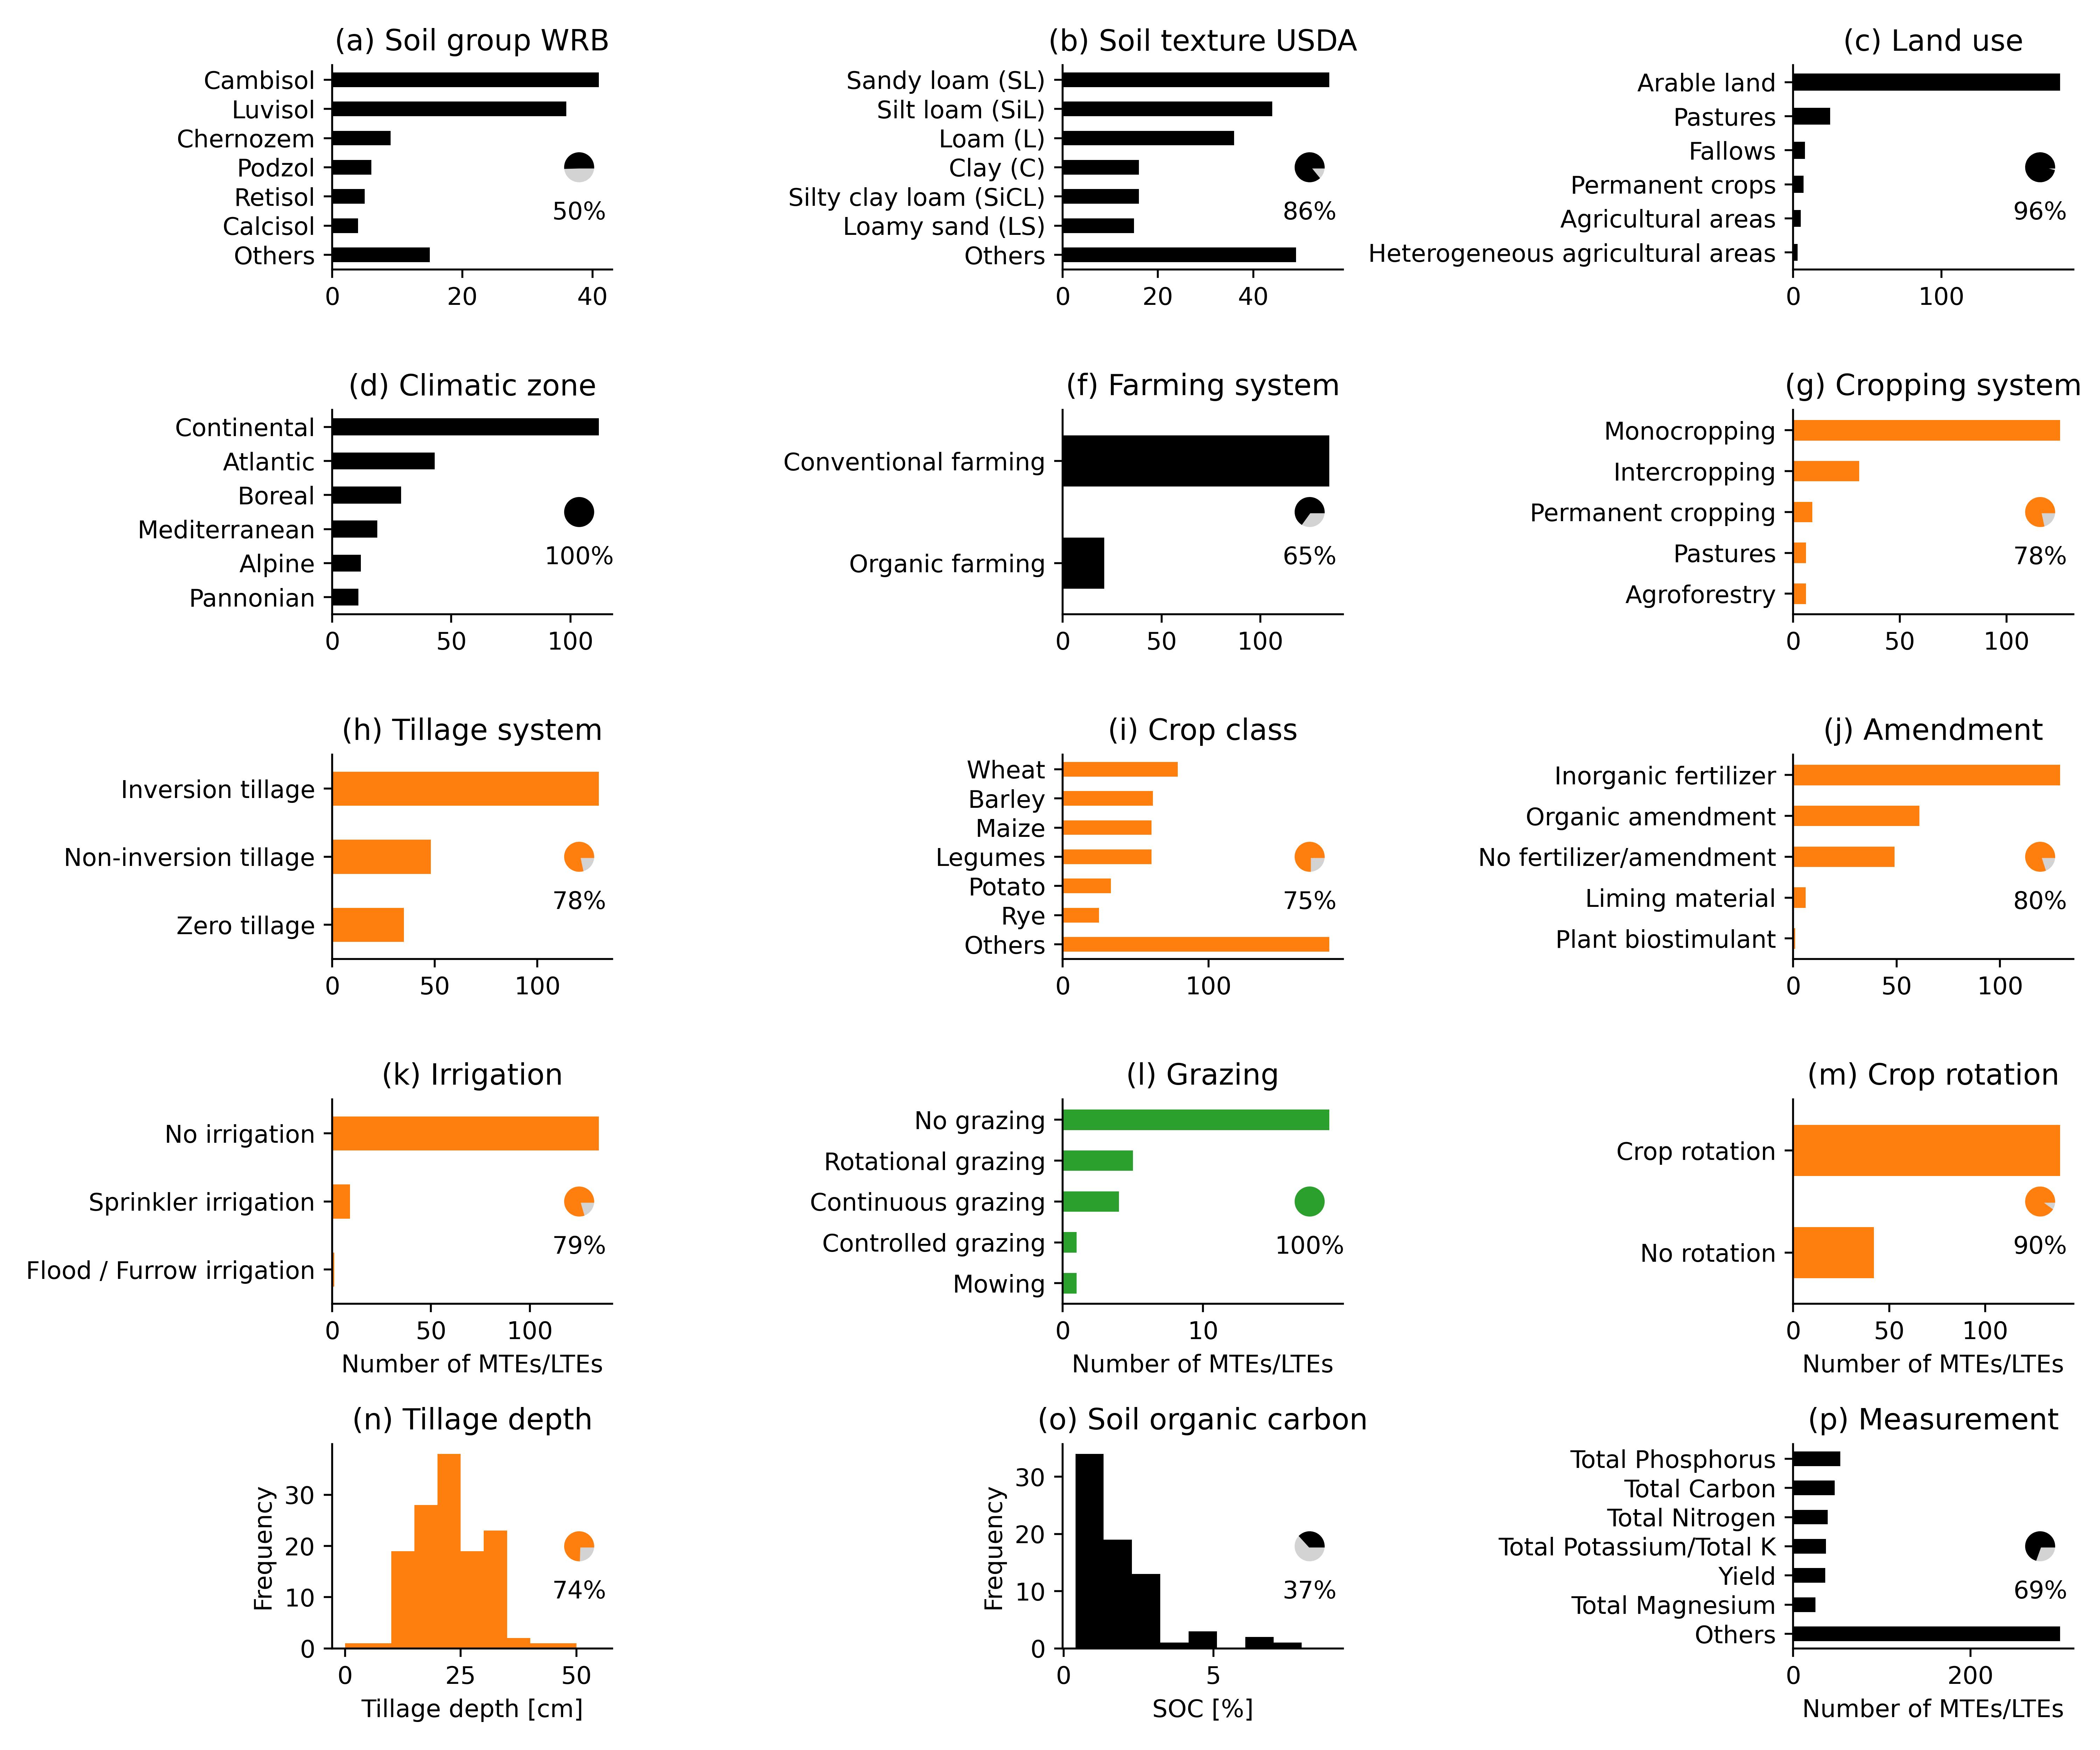 (a) Soil group WRB
Cambisol
Luvisol
Chernozem
Podzol
Retisol
Calcisol
Others
50%
0 20 40
(b) Soil texture USDA
Sandy loam (SL)
Silt loam (SiL)
Loam (L)
Clay (C)
Silty clay loam (SiCL)
Loamy sand (LS)
Others
86%
0 20 40
(c) Land use
Arable land
Pastures
Fallows
Permanent crops
Agricultural areas
Heterogeneous agricultural areas
96%
0 100
(d) Climatic zone
Continental
Atlantic
Boreal
Mediterranean
Alpine
Pannonian
100%
0 50 100
(f) Farming system
Conventional farming
Organic farming
65%
0 50 100
(g) Cropping system
Monocropping
Intercropping
Permanent cropping
Pastures
Agroforestry
78%
0 50 100
(h) Tillage system
Inversion tillage
Non-inversion tillage
Zero tillage
78%
0 50 100
(i) Crop class
Wheat
Barley
Maize
Legumes
Potato
Rye
Others
75%
0 100
(j) Amendment
Inorganic fertilizer
Organic amendment
No fertilizer/amendment
Liming material
Plant biostimulant
80%
0 50 100
(k) Irrigation
No irrigation
Sprinkler irrigation
Flood / Furrow irrigation
79%
0 50 100
Number of MTEs/LTEs
(l) Grazing
No grazing
Rotational grazing
Continuous grazing
Controlled grazing
Mowing
100%
0 10
Number of MTEs/LTEs
(m) Crop rotation
Crop rotation
No rotation
90%
0 50 100
Number of MTEs/LTEs
(n) Tillage depth
Frequency
30
20
10
0
74%
0 25 50
Tillage depth [cm]
(o) Soil organic carbon
Frequency
30
20
10
0
37%
0 5
SOC [%]
(p) Measurement
Total Phosphorus
Total Carbon
Total Nitrogen
Total Potassium/Total K
Yield
Total Magnesium
Others
69%
0 200
Number of MTEs/LTEs